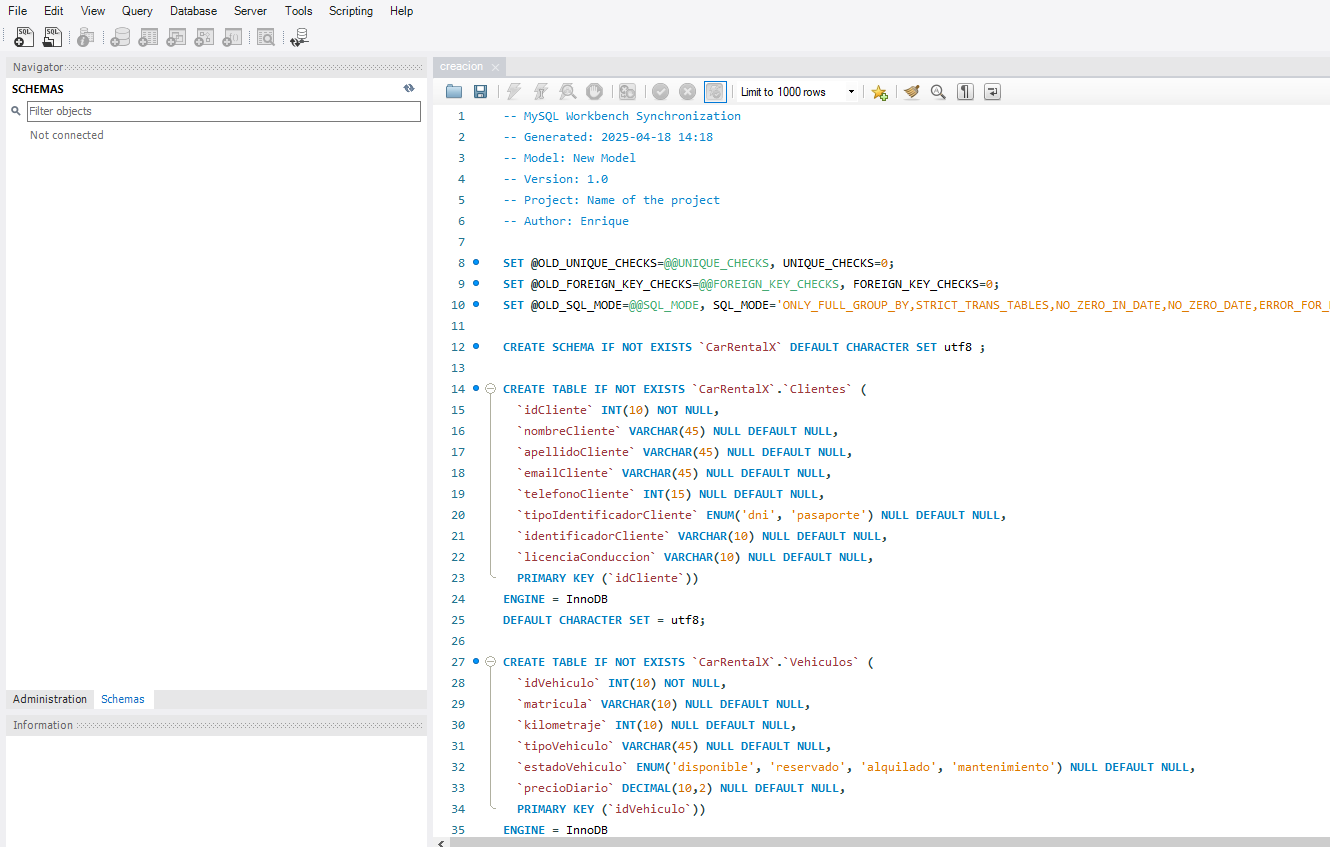 File Edit View Query Database Server Tools Scripting Help
SQL SQL
Navigator
SCHEMAS
Filter objects
Not connected
Administration Schemas
Information
creacion
Limit to 1000 rows
1 -- MySQL Workbench Synchronization
2 -- Generated: 2025-04-18 14:18
3 -- Model: New Model
4 -- Version: 1.0
5 -- Project: Name of the project
6 -- Author: Enrique
7
8 SET @OLD_UNIQUE_CHECKS=@@UNIQUE_CHECKS, UNIQUE_CHECKS=0;
9 SET @OLD_FOREIGN_KEY_CHECKS=@@FOREIGN_KEY_CHECKS, FOREIGN_KEY_CHECKS=0;
10 SET @OLD_SQL_MODE=@@SQL_MODE, SQL_MODE='ONLY_FULL_GROUP_BY,STRICT_TRANS_TABLES,NO_ZERO_IN_DATE,NO_ZERO_DATE,ERROR_FOR_
11
12 CREATE SCHEMA IF NOT EXISTS `CarRentalX` DEFAULT CHARACTER SET utf8 ;
13
14 CREATE TABLE IF NOT EXISTS `CarRentalX`.`Clientes` (
15 `idCliente` INT(10) NOT NULL,
16 `nombreCliente` VARCHAR(45) NULL DEFAULT NULL,
17 `apellidoCliente` VARCHAR(45) NULL DEFAULT NULL,
18 `emailCliente` VARCHAR(45) NULL DEFAULT NULL,
19 `telefonoCliente` INT(15) NULL DEFAULT NULL,
20 `tipoIdentificadorCliente` ENUM('dni', 'pasaporte') NULL DEFAULT NULL,
21 `identificadorCliente` VARCHAR(10) NULL DEFAULT NULL,
22 `licenciaConduccion` VARCHAR(10) NULL DEFAULT NULL,
23 PRIMARY KEY (`idCliente`))
24 ENGINE = InnoDB
25 DEFAULT CHARACTER SET = utf8;
26
27 CREATE TABLE IF NOT EXISTS `CarRentalX`.`Vehiculos` (
28 `idVehiculo` INT(10) NOT NULL,
29 `matricula` VARCHAR(10) NULL DEFAULT NULL,
30 `kilometraje` INT(10) NULL DEFAULT NULL,
31 `tipoVehiculo` VARCHAR(45) NULL DEFAULT NULL,
32 `estadoVehiculo` ENUM('disponible', 'reservado', 'alquilado', 'mantenimiento') NULL DEFAULT NULL,
33 `precioDiario` DECIMAL(10,2) NULL DEFAULT NULL,
34 PRIMARY KEY (`idVehiculo`))
35 ENGINE = InnoDB